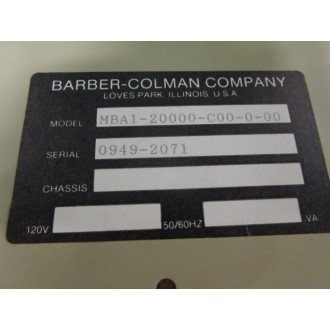 BARBER-COLMAN COMPANY
LOVES PARK, ILLINOIS U.S.A.
MODEL MBA1-20000-C00-0-00
SERIAL 0949-2071
CHASSIS
120V 50/60HZ VA